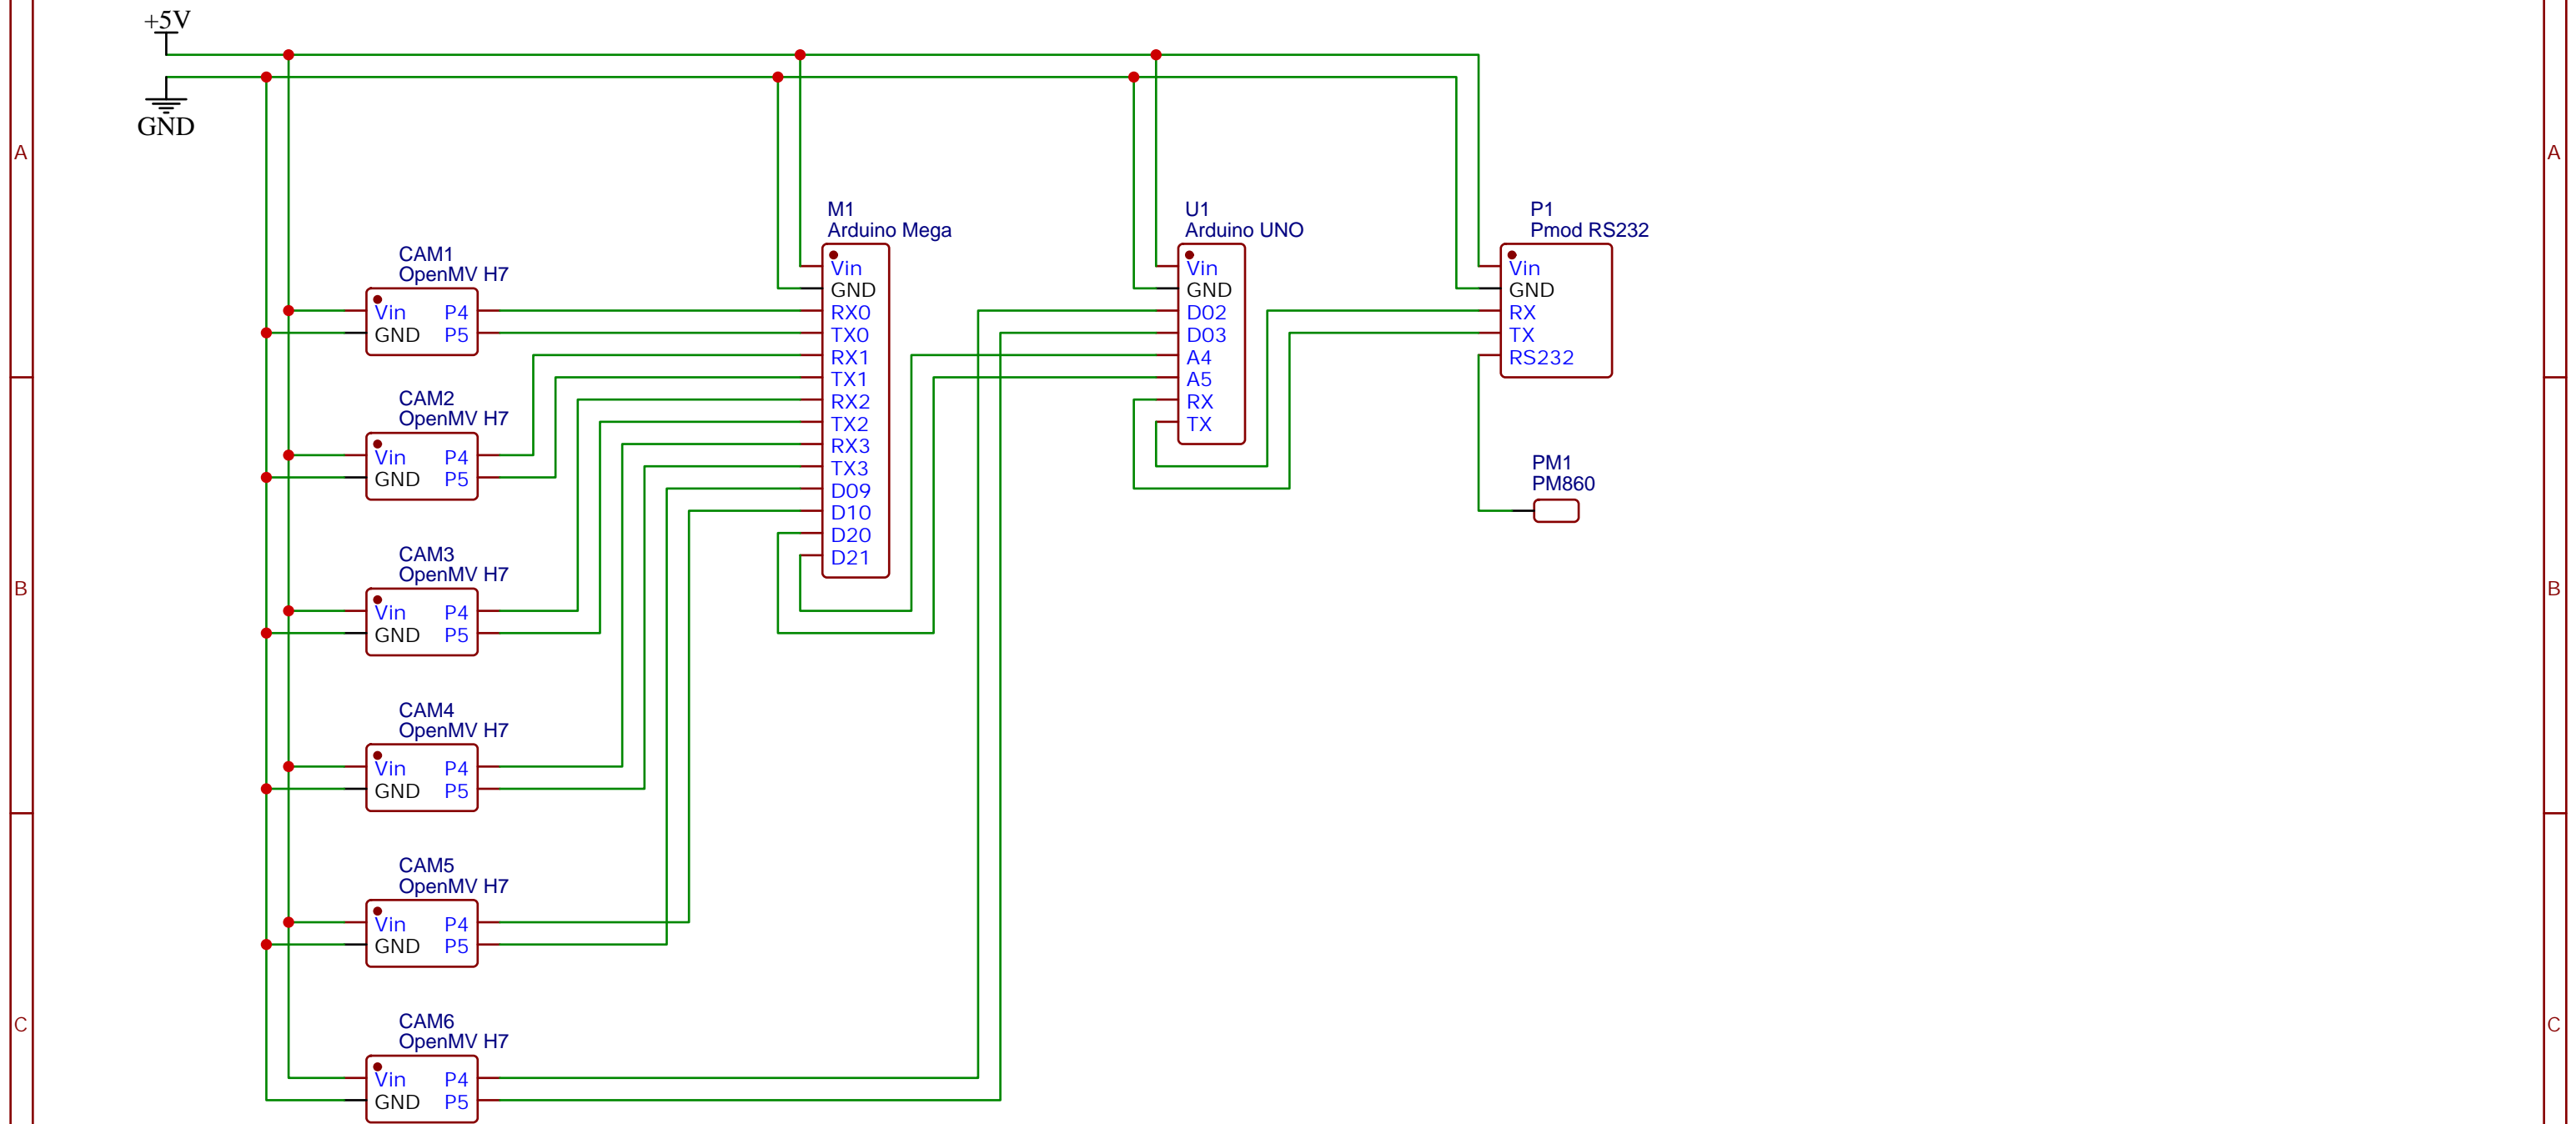 +5V
GND
A
A
M1
Arduino Mega
U1
Arduino UNO
P1
Pmod RS232
CAM1
OpenMV H7
Vin P4
GND P5
CAM2
OpenMV H7
Vin P4
GND P5
CAM3
OpenMV H7
Vin P4
GND P5
CAM4
OpenMV H7
Vin P4
GND P5
CAM5
OpenMV H7
Vin P4
GND P5
CAM6
OpenMV H7
Vin P4
GND P5
Vin
GND
RX0
TX0
RX1
TX1
RX2
TX2
RX3
TX3
D09
D10
D20
D21
Vin
GND
D02
D03
A4
A5
RX
TX
Vin
GND
RX
TX
RS232
PM1
PM860
B
B
C
C